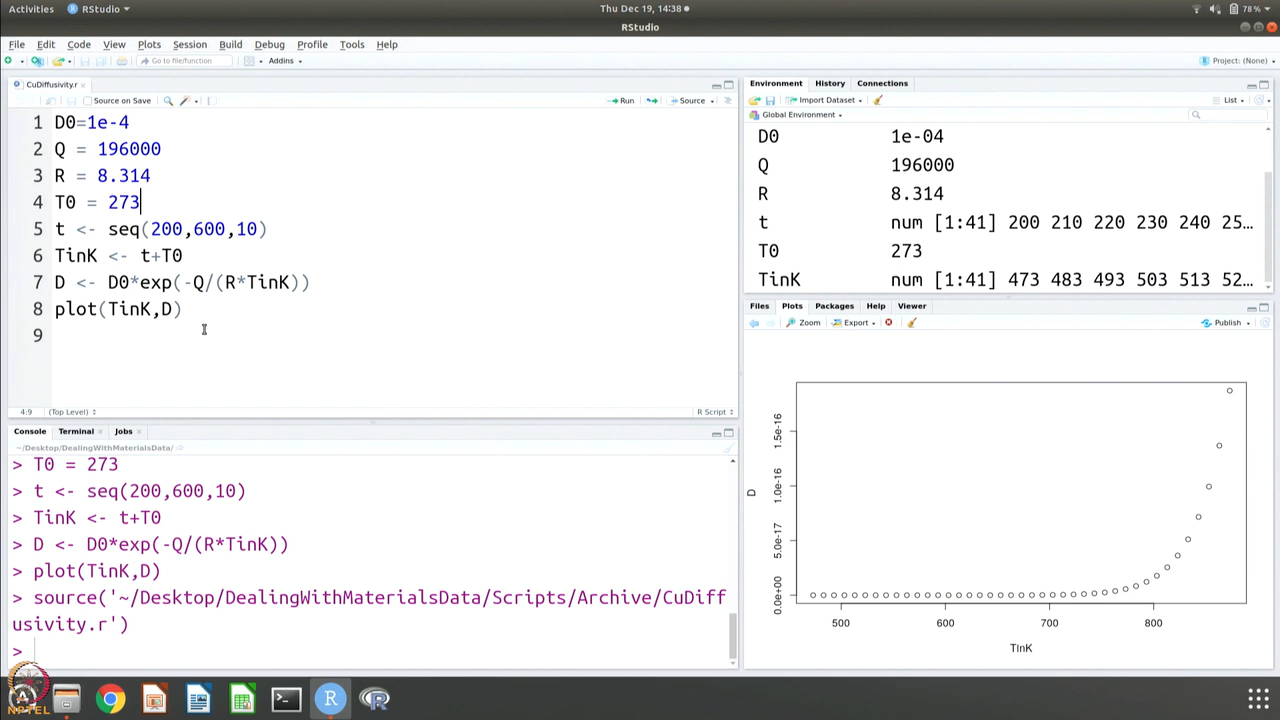 Activities RStudio Thu Dec 19, 14:38 78%
RStudio
File Edit Code View Plots Session Build Debug Profile Tools Help
Go to file/function Addins Project: (None)
CuDiffusivity.r
Source on Save Run Source
1 D0=1e-4
2 Q = 196000
3 R = 8.314
4 T0 = 273
5 t <- seq(200,600,10)
6 TinK <- t+T0
7 D <- D0*exp(-Q/(R*TinK))
8 plot(TinK,D)
9
4:9 (Top Level) R Script
Console Terminal Jobs
~/Desktop/DealingWithMaterialsData/
> T0 = 273
> t <- seq(200,600,10)
> TinK <- t+T0
> D <- D0*exp(-Q/(R*TinK))
> plot(TinK,D)
> source('~/Desktop/DealingWithMaterialsData/Scripts/Archive/CuDiff
usivity.r')
>
Environment History Connections
Import Dataset List
Global Environment
D0 1e-04
Q 196000
R 8.314
t num [1:41] 200 210 220 230 240 25…
T0 273
TinK num [1:41] 473 483 493 503 513 52…
Files Plots Packages Help Viewer
Zoom Export Publish
D
0.0e+00 5.0e-17 1.0e-16 1.5e-16
500 600 700 800
TinK
NPTEL